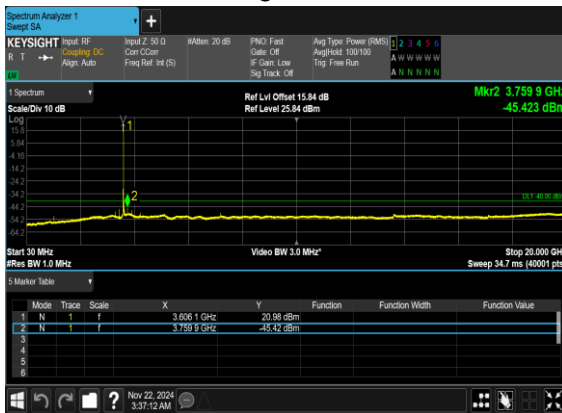 Spectrum Analyzer 1
Swept SA
KEYSIGHT Input: RF Input Z: 50 Ω #Atten: 20 dB PNO: Fast Avg Type: Power (RMS) 1 2 3 4 5 6
R T Coupling: DC Corr CCorr Gate: Off Avg|Hold: 100/100 A W W W W W
Align: Auto Freq Ref: Int (S) IF Gain: Low Trig: Free Run
Sig Track: Off A N N N N N
1 Spectrum Ref Lvl Offset 15.84 dB Mkr2 3.759 9 GHz
Scale/Div 10 dB Ref Level 25.84 dBm -45.423 dBm
Log
15.8
5.84
-4.16
-14.2
-24.2
-34.2
-44.2
-54.2
-64.2
1
2
Start 30 MHz Video BW 3.0 MHz* Stop 20.000 GHz
#Res BW 1.0 MHz Sweep 34.7 ms (40001 pts)
5 Marker Table
Mode Trace Scale X Y Function Function Width Function Value
1 N 1 f 3.606 1 GHz 20.98 dBm
2 N 1 f 3.759 9 GHz -45.42 dBm
3
4
5
6
? Nov 22, 2024
3:37:12 AM